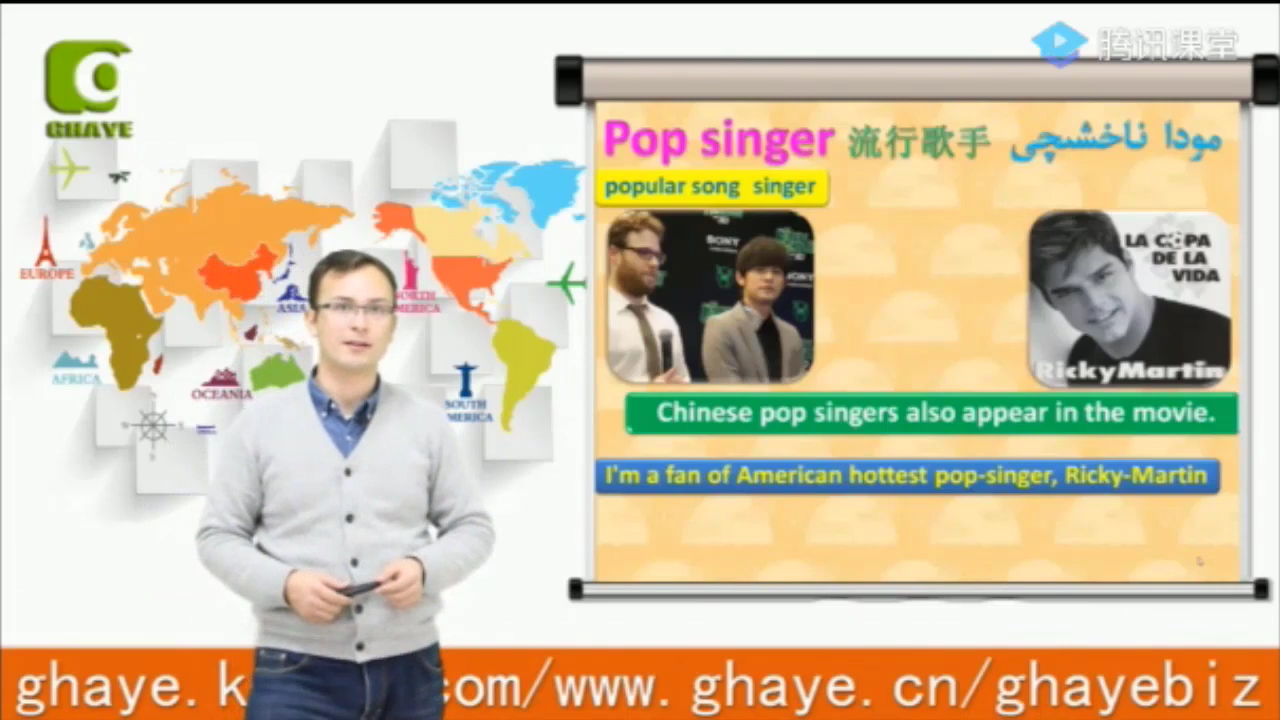 腾讯课堂
GHAYE
Pop singer 流行歌手 مودا ناخشىچى
popular song singer
SONY
LA COPA
DE LA
VIDA
RickyMartin
Chinese pop singers also appear in the movie.
I'm a fan of American hottest pop-singer, Ricky-Martin
EUROPE
ASIA
AFRICA
OCEANIA
SOUTH
ghaye.k com/www.ghaye.cn/ghayebiz